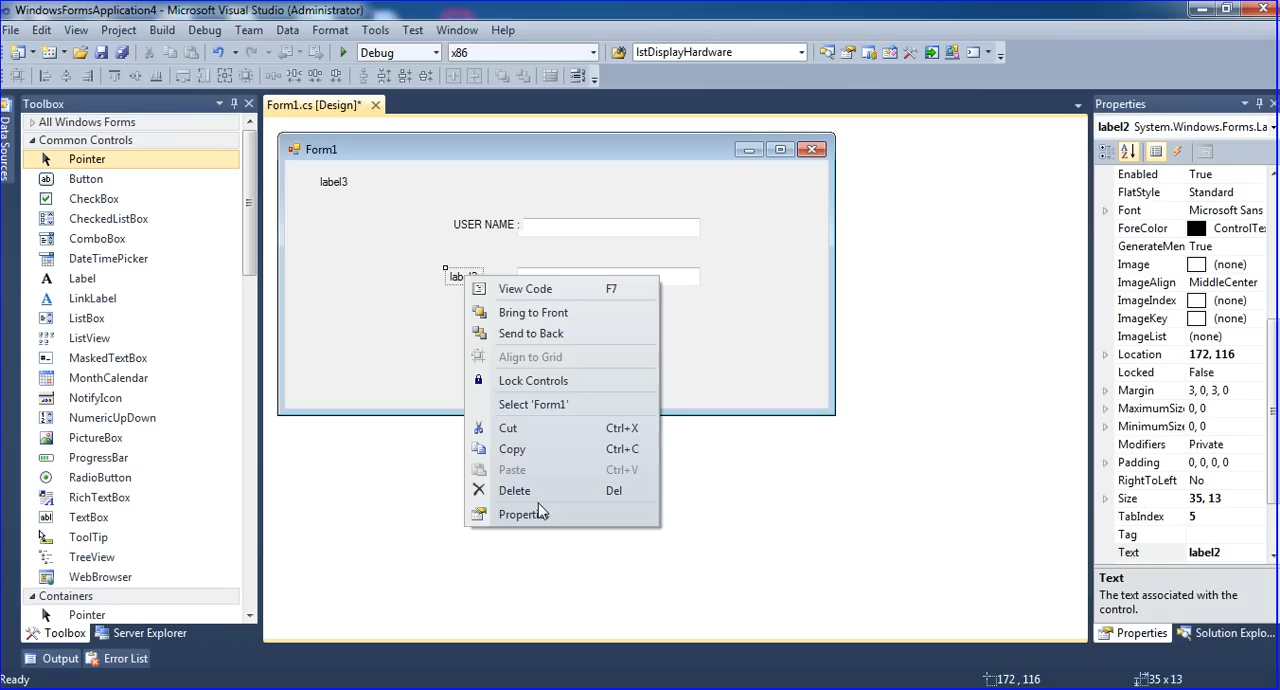 WindowsFormsApplication4 - Microsoft Visual Studio (Administrator)
File Edit View Project Build Debug Team Data Format Tools Test Window Help
Debug x86 lstDisplayHardware
Data Sources
Toolbox
All Windows Forms
Common Controls
Pointer
Button
CheckBox
CheckedListBox
ComboBox
DateTimePicker
Label
LinkLabel
ListBox
ListView
MaskedTextBox
MonthCalendar
NotifyIcon
NumericUpDown
PictureBox
ProgressBar
RadioButton
RichTextBox
TextBox
ToolTip
TreeView
WebBrowser
Containers
Pointer
Toolbox Server Explorer
Output Error List
Ready
Form1.cs [Design]*
Form1
label3
USER NAME :
label2
View Code F7
Bring to Front
Send to Back
Align to Grid
Lock Controls
Select 'Form1'
Cut Ctrl+X
Copy Ctrl+C
Paste Ctrl+V
Delete Del
Properties
Properties
label2 System.Windows.Forms.La
Enabled True
FlatStyle Standard
Font Microsoft Sans
ForeColor ControlTe
GenerateMen True
Image (none)
ImageAlign MiddleCenter
ImageIndex (none)
ImageKey (none)
ImageList (none)
Location 172, 116
Locked False
Margin 3, 0, 3, 0
MaximumSiz 0, 0
MinimumSize 0, 0
Modifiers Private
Padding 0, 0, 0, 0
RightToLeft No
Size 35, 13
TabIndex 5
Tag
Text label2
Text
The text associated with the
control.
Properties Solution Explo...
172 , 116 35 x 13